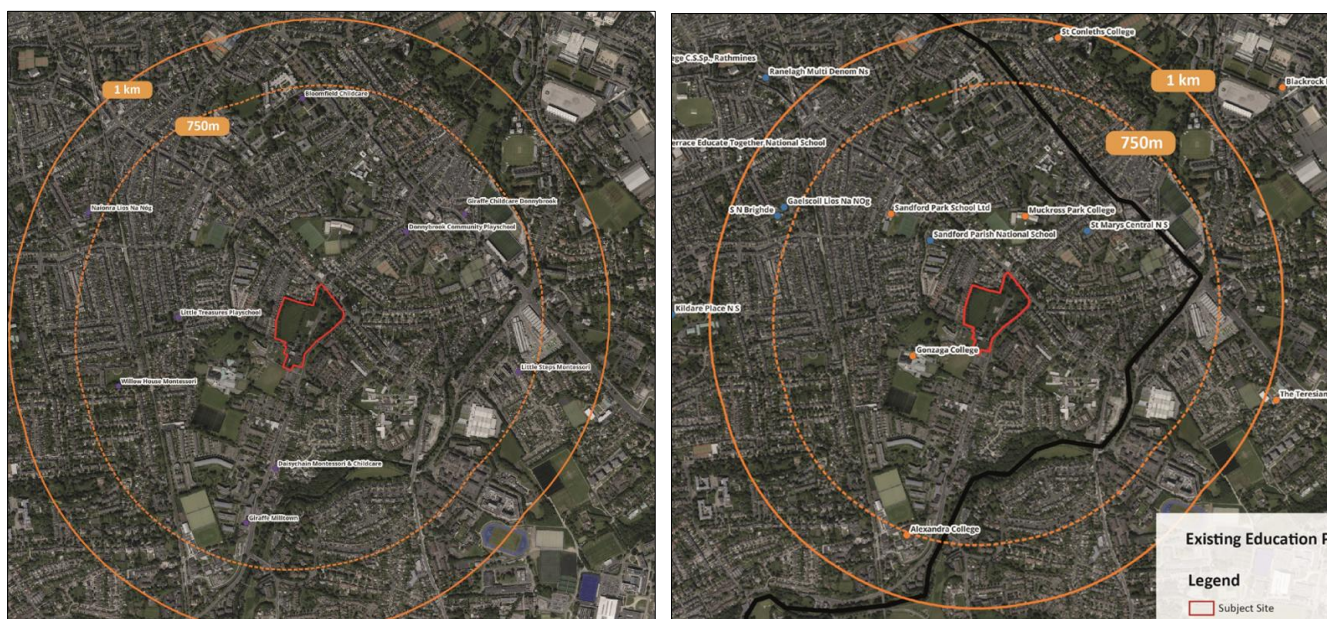 1 km
750m
Bloomfield Childcare
Naionra Lios Na Nóg
Giraffe Childcare Donnybrook
Donnybrook Community Playschool
Little Treasures Playschool
Willow House Montessori
Little Steps Montessori
Daisychain Montessori & Childcare
Giraffe Milltown
St Conleths College
ege C.S.Sp., Rathmines
Ranelagh Multi Denom Ns
1 km
Blackrock
750m
errace Educate Together National School
Gaelscoil Lios Na NOg
S N Brighde
Sandford Park School Ltd
Muckross Park College
St Marys Central N S
Sandford Parish National School
Kildare Place N S
Gonzaga College
The Teresian
Alexandra College
Existing Education P
Legend
Subject Site